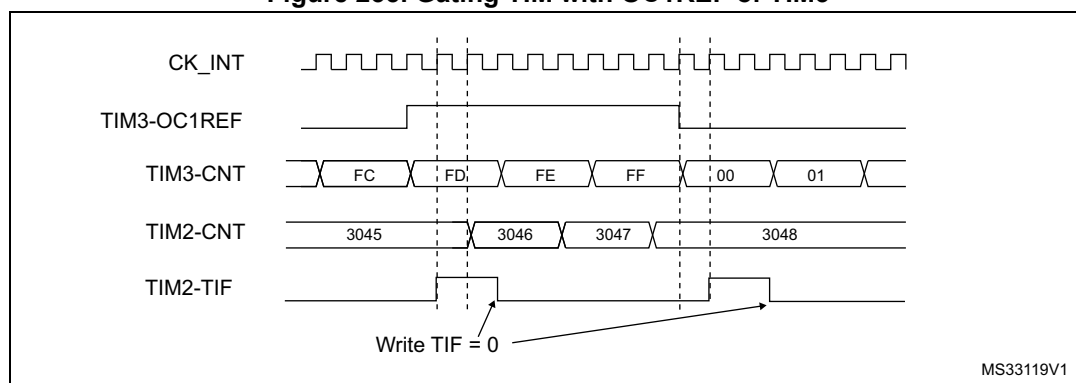 Figure 253. Gating TIM with OC1REF of TIM3
CK_INT
TIM3-OC1REF
TIM3-CNT FC FD FE FF 00 01
TIM2-CNT 3045 3046 3047 3048
TIM2-TIF
Write TIF = 0
MS33119V1